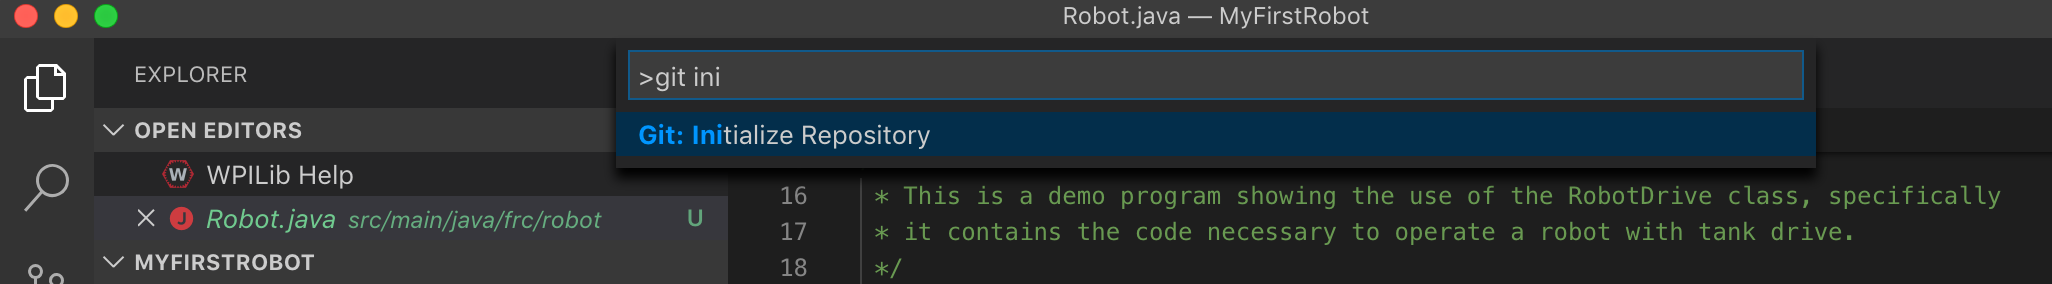 Robot.java — MyFirstRobot
EXPLORER
>git ini
Git: Initialize Repository
OPEN EDITORS
W WPILib Help
J Robot.java src/main/java/frc/robot U
MYFIRSTROBOT
16 * This is a demo program showing the use of the RobotDrive class, specifically
17 * it contains the code necessary to operate a robot with tank drive.
18 */